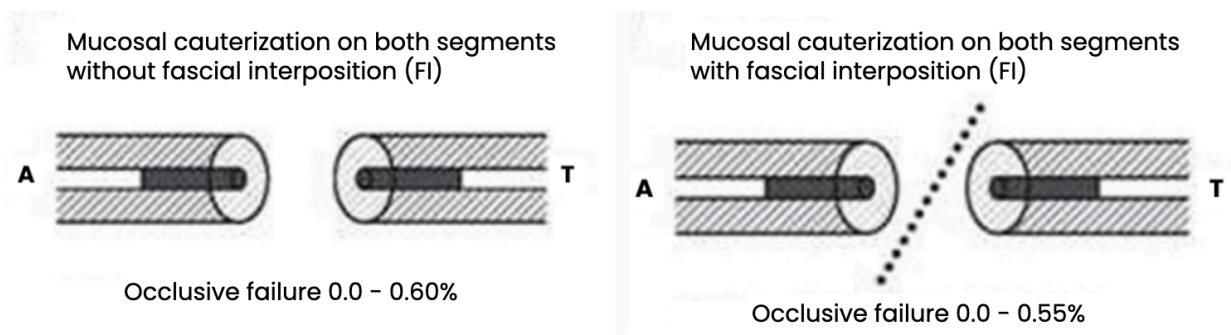 Mucosal cauterization on both segments
without fascial interposition (FI)
A
T
Occlusive failure 0.0 - 0.60%
Mucosal cauterization on both segments
with fascial interposition (FI)
A
T
Occlusive failure 0.0 - 0.55%